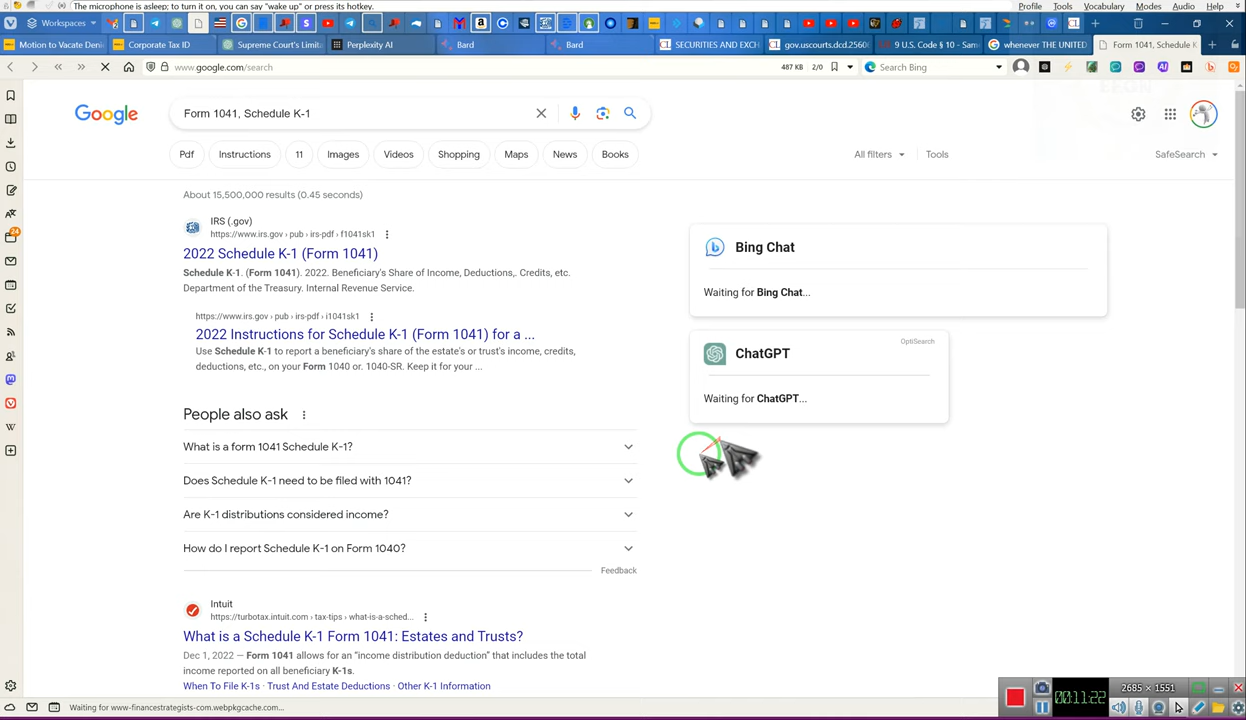 The microphone is asleep; to turn it on, you can say "wake up" or press its hotkey.
Profile Tools Vocabulary Modes Audio Help
Workspaces
Motion to Vacate Deni
Corporate Tax ID
Supreme Court's Limita
Perplexity AI
Bard
Bard
SECURITIES AND EXCH
gov.uscourts.dcd.2560
9 U.S. Code § 10 - Sam
whenever the UNITED
Form 1041, Schedule K
www.google.com/search
487 KB 2/0
Search Bing
Google
Form 1041, Schedule K-1
Pdf
Instructions
11
Images
Videos
Shopping
Maps
News
Books
All filters
Tools
SafeSearch
About 15,500,000 results (0.45 seconds)
IRS (.gov)
https://www.irs.gov › pub › irs-pdf › f1041sk1
2022 Schedule K-1 (Form 1041)
Schedule K-1. (Form 1041). 2022. Beneficiary's Share of Income, Deductions,. Credits, etc.
Department of the Treasury. Internal Revenue Service.
https://www.irs.gov › pub › irs-pdf › i1041sk1
2022 Instructions for Schedule K-1 (Form 1041) for a ...
Use Schedule K-1 to report a beneficiary's share of the estate's or trust's income, credits,
deductions, etc., on your Form 1040 or. 1040-SR. Keep it for your ...
People also ask
What is a form 1041 Schedule K-1?
Does Schedule K-1 need to be filed with 1041?
Are K-1 distributions considered income?
How do I report Schedule K-1 on Form 1040?
Feedback
Intuit
https://turbotax.intuit.com › tax-tips › what-is-a-sched...
What is a Schedule K-1 Form 1041: Estates and Trusts?
Dec 1, 2022 — Form 1041 allows for an "income distribution deduction" that includes the total
income reported on all beneficiary K-1s.
When To File K-1s · Trust And Estate Deductions · Other K-1 Information
Bing Chat
Waiting for Bing Chat...
OptiSearch
ChatGPT
Waiting for ChatGPT...
24
Waiting for www-financestrategists-com.webpkgcache.com...
00:11:22
2685 x 1551